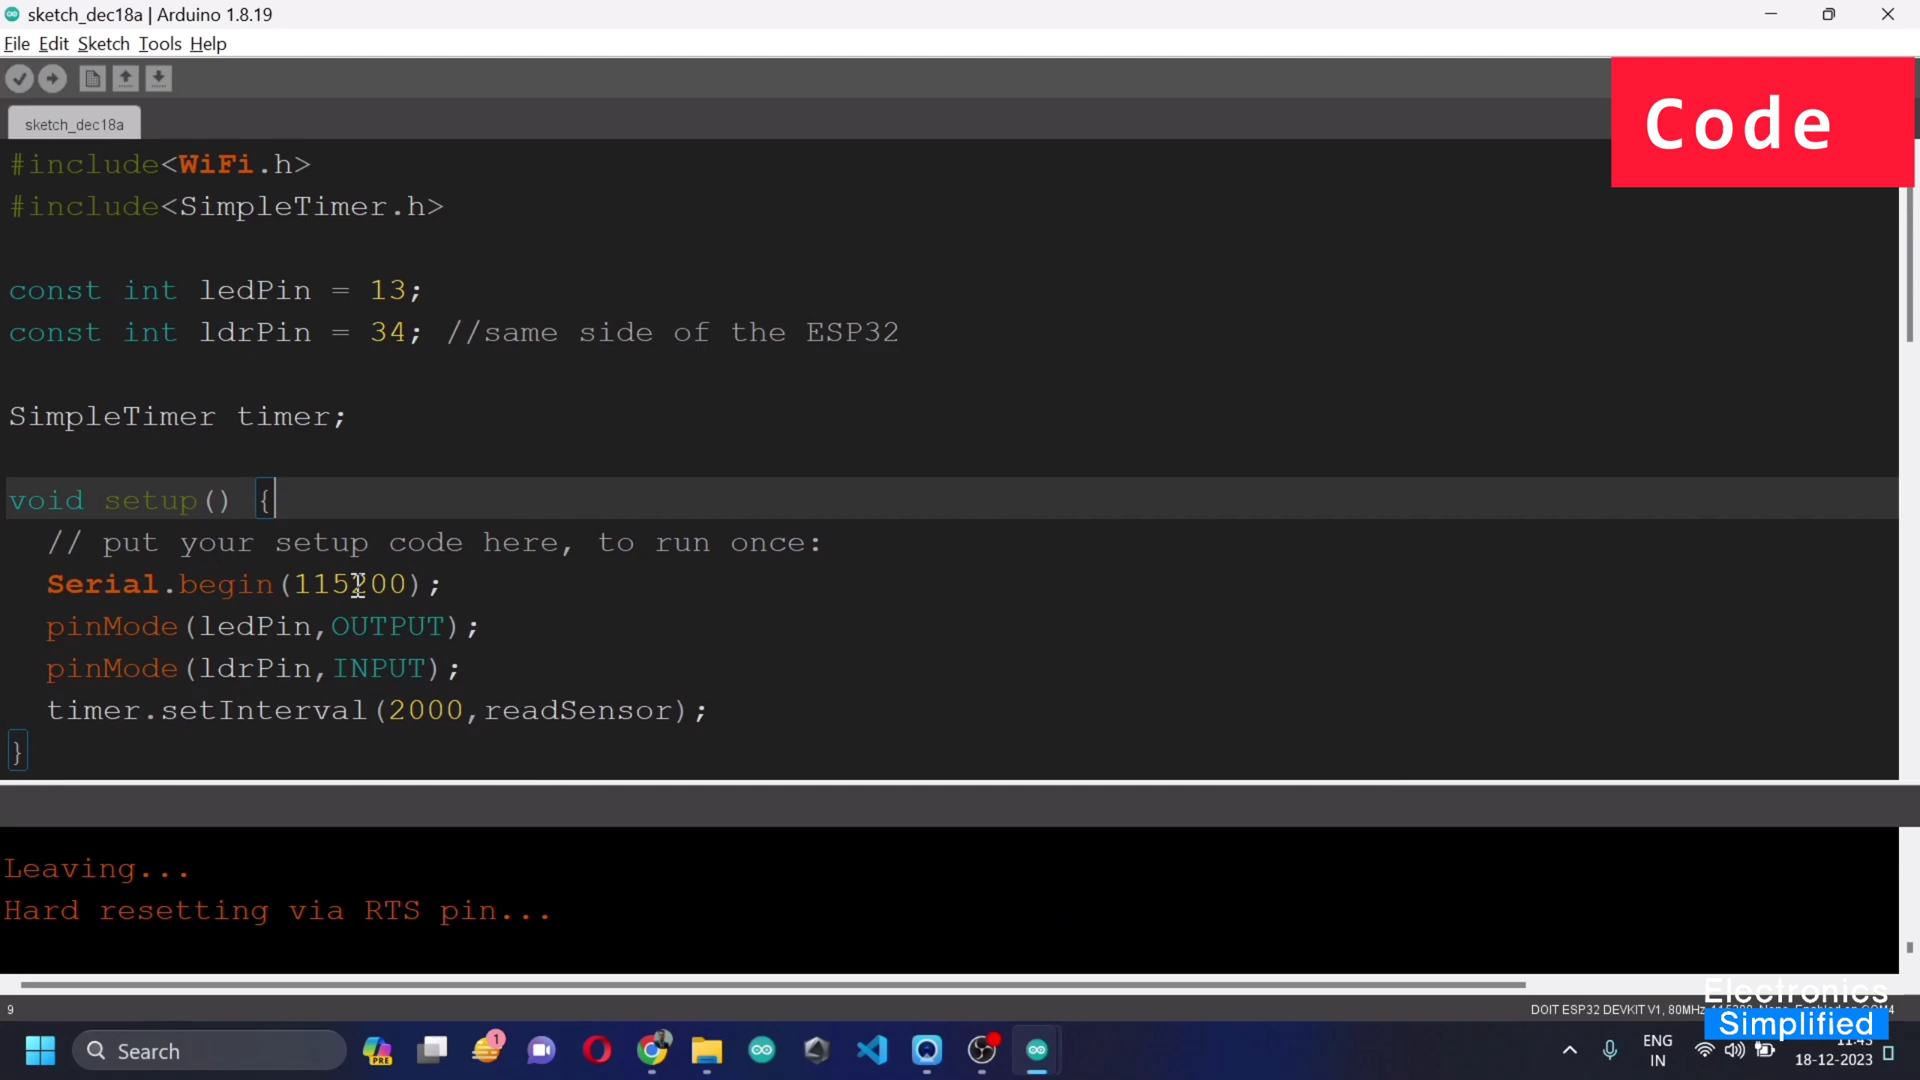 sketch_dec18a | Arduino 1.8.19
File Edit Sketch Tools Help
sketch_dec18a
Code
#include<WiFi.h>
#include<SimpleTimer.h>
const int ledPin = 13;
const int ldrPin = 34; //same side of the ESP32
SimpleTimer timer;
void setup() {
// put your setup code here, to run once:
Serial.begin(115200);
pinMode(ledPin,OUTPUT);
pinMode(ldrPin,INPUT);
timer.setInterval(2000,readSensor);
}
Leaving...
Hard resetting via RTS pin...
Electronics
9
DOIT ESP32 DEVKIT V1, 80MHz
Simplified
Search
PRE
1
ENG
IN
18-12-2023